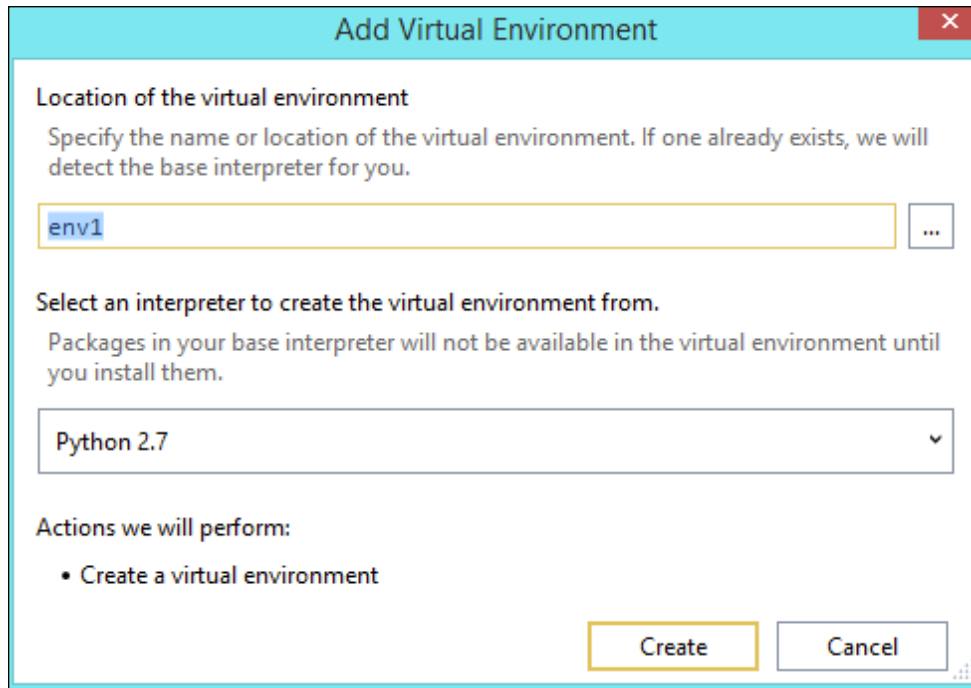 Add Virtual Environment
Location of the virtual environment
Specify the name or location of the virtual environment. If one already exists, we will
detect the base interpreter for you.
env1
...
Select an interpreter to create the virtual environment from.
Packages in your base interpreter will not be available in the virtual environment until
you install them.
Python 2.7
Actions we will perform:
• Create a virtual environment
Create Cancel